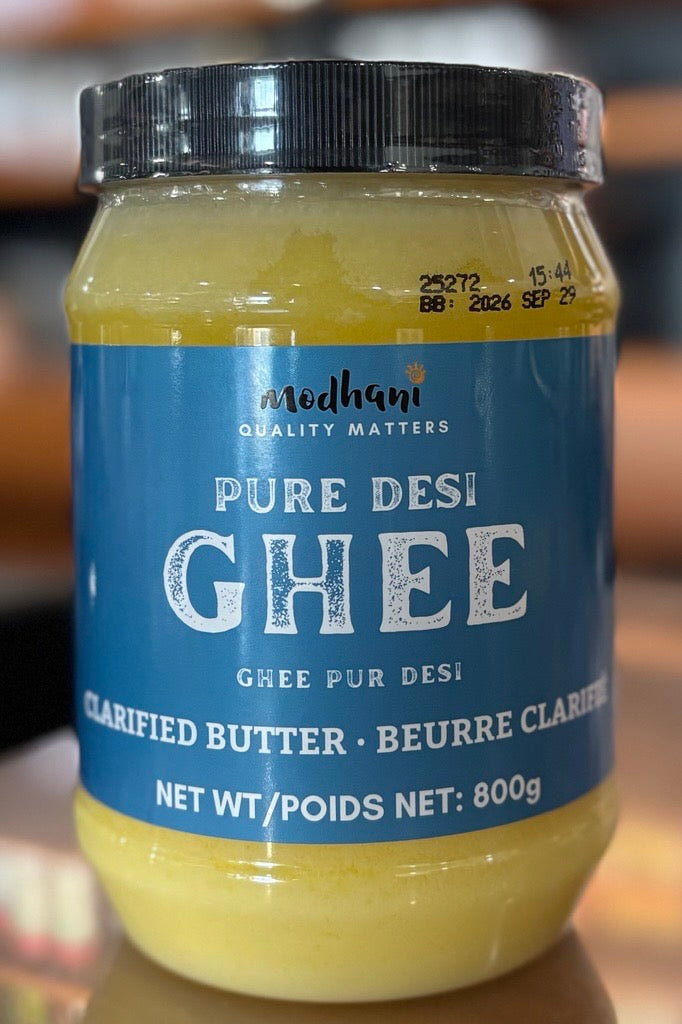 25272 15:44
BB: 2026 SEP 29
modhani
QUALITY MATTERS
PURE DESI
GHEE
GHEE PUR DESI
CLARIFIED BUTTER · BEURRE CLARIFIÉ
NET WT/POIDS NET: 800g